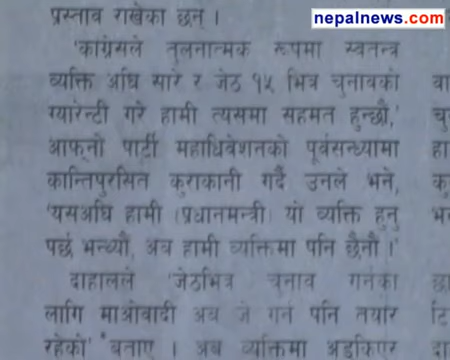 nepalnews.com
प्रस्ताव राखेका छन् ।
'कांग्रेसले तुलनात्मक रूपमा स्वतन्त्र
व्यक्ति अघि सारे र जेठ १५ भित्र चुनावको
ग्यारेन्टी गरे हामी त्यसमा सहमत हुन्छौं,'
आफ्नो पार्टी महाधिवेशनको पूर्वसन्ध्यामा
कान्तिपुरसित कुराकानी गर्दै उनले भने,
'यसअघि हामी (प्रधानमन्त्री) यो व्यक्ति हुनु
पर्छ भन्थ्यौं, अब हामी व्यक्तिमा पनि छैनौं ।'
दाहालले 'जेठभित्र चुनाव गर्नका
लागि माओवादी अब जे गर्न पनि तयार
रहेको' बताए । अब व्यक्तिमा अड्किएर